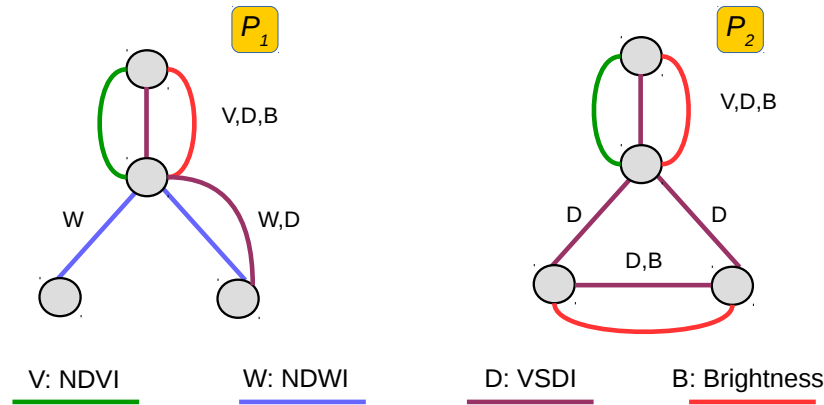 P1
P2
V,D,B
V,D,B
W
W,D
D
D
D,B
V: NDVI
W: NDWI
D: VSDI
B: Brightness